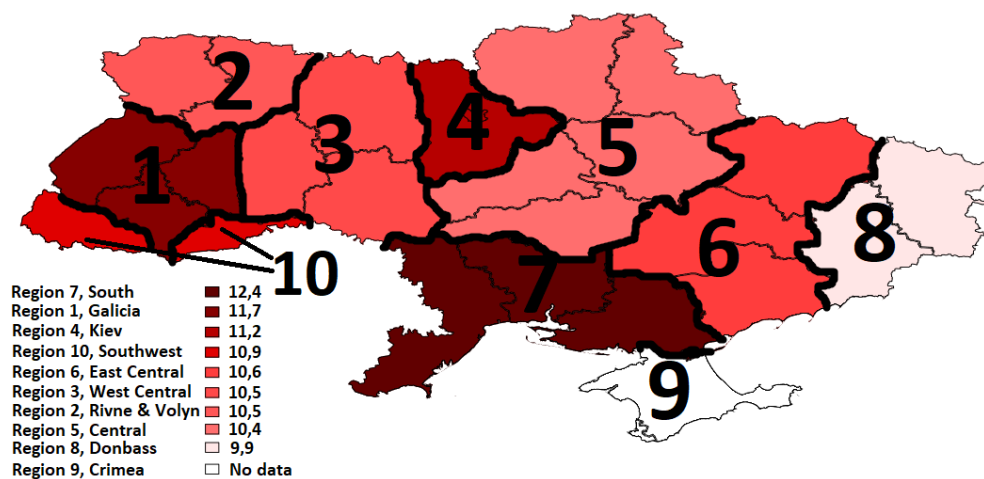 2
4
3
5
1
8
6
10
7
Region 7, South 12,4
Region 1, Galicia 11,7
Region 4, Kiev 11,2
Region 10, Southwest 10,9
Region 6, East Central 10,6
Region 3, West Central 10,5
Region 2, Rivne & Volyn 10,5
Region 5, Central 10,4
Region 8, Donbass 9,9
Region 9, Crimea No data
9